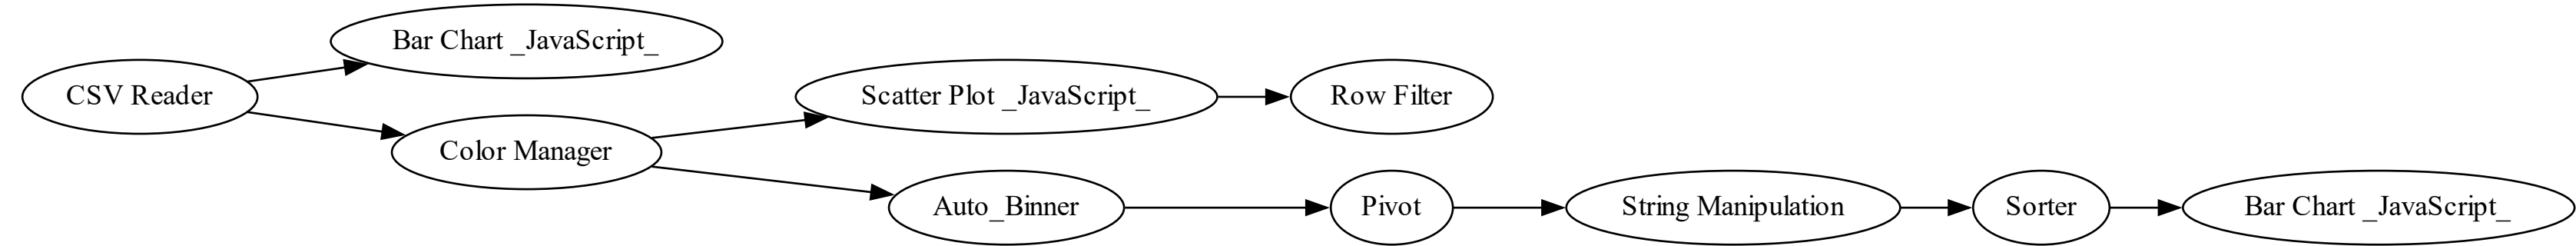 Bar Chart _JavaScript_
CSV Reader
Scatter Plot _JavaScript_
Row Filter
Color Manager
Auto_Binner
Pivot
String Manipulation
Sorter
Bar Chart _JavaScript_